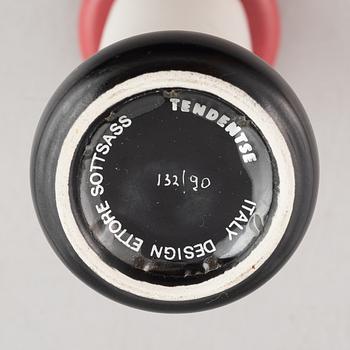 TENDENTSE
ITALY DESIGN ETTORE SOTTSASS
132/90